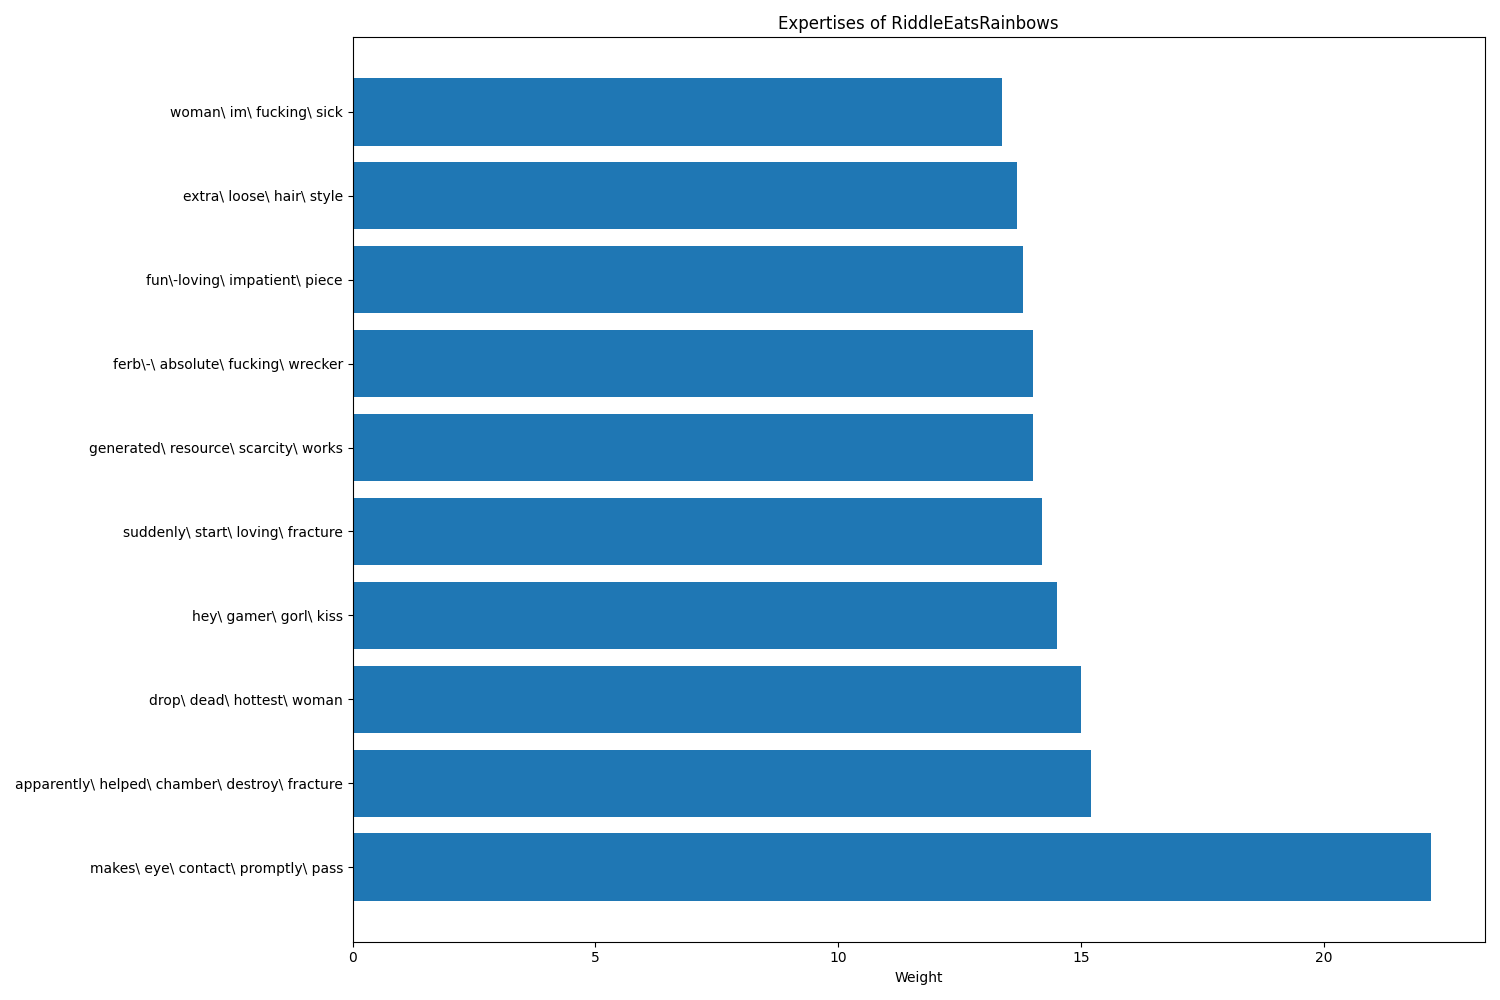 Expertises of RiddleEatsRainbows
woman\ im\ fucking\ sick
extra\ loose\ hair\ style
fun\-loving\ impatient\ piece
ferb\-\ absolute\ fucking\ wrecker
generated\ resource\ scarcity\ works
suddenly\ start\ loving\ fracture
hey\ gamer\ gorl\ kiss
drop\ dead\ hottest\ woman
apparently\ helped\ chamber\ destroy\ fracture
makes\ eye\ contact\ promptly\ pass
0 5 10 15 20
Weight